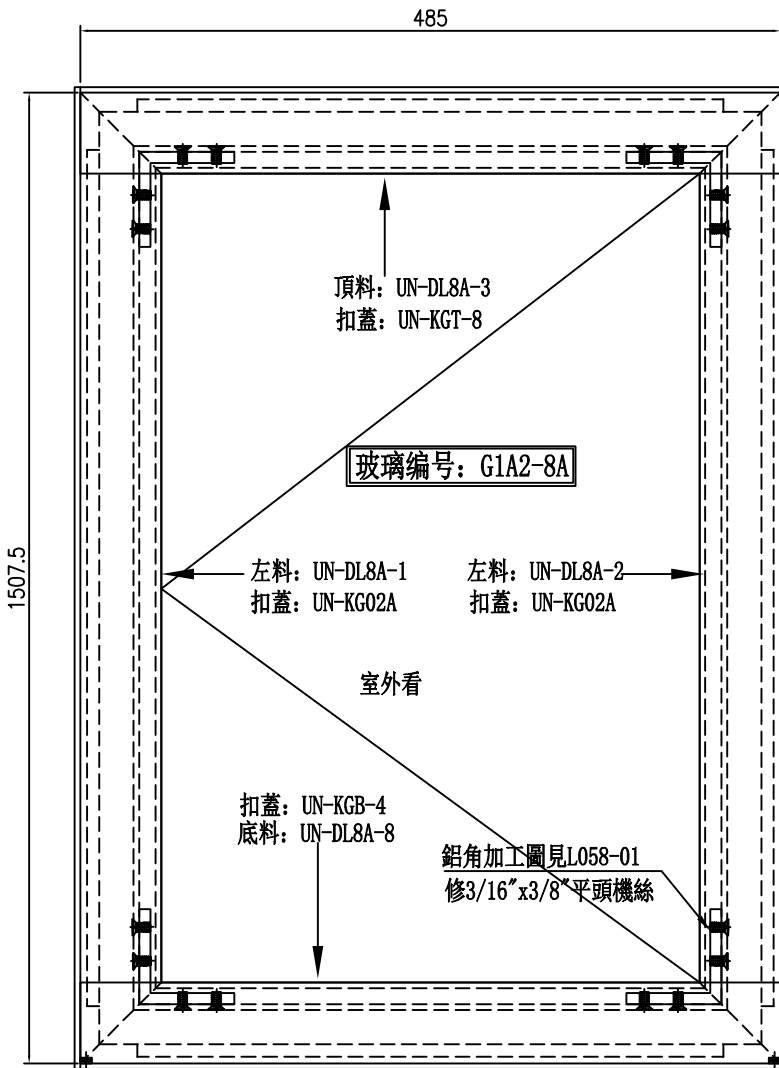 485
頂料：UN-DL8A-3
扣蓋：UN-KGT-8
玻璃编号：G1A2-8A
1507.5
左料：UN-DL8A-1
扣蓋：UN-KG02A
左料：UN-DL8A-2
扣蓋：UN-KG02A
室外看
扣蓋：UN-KGB-4
底料：UN-DL8A-8
鋁角加工圖見L058-01
修3/16"x3/8"平頭機絲